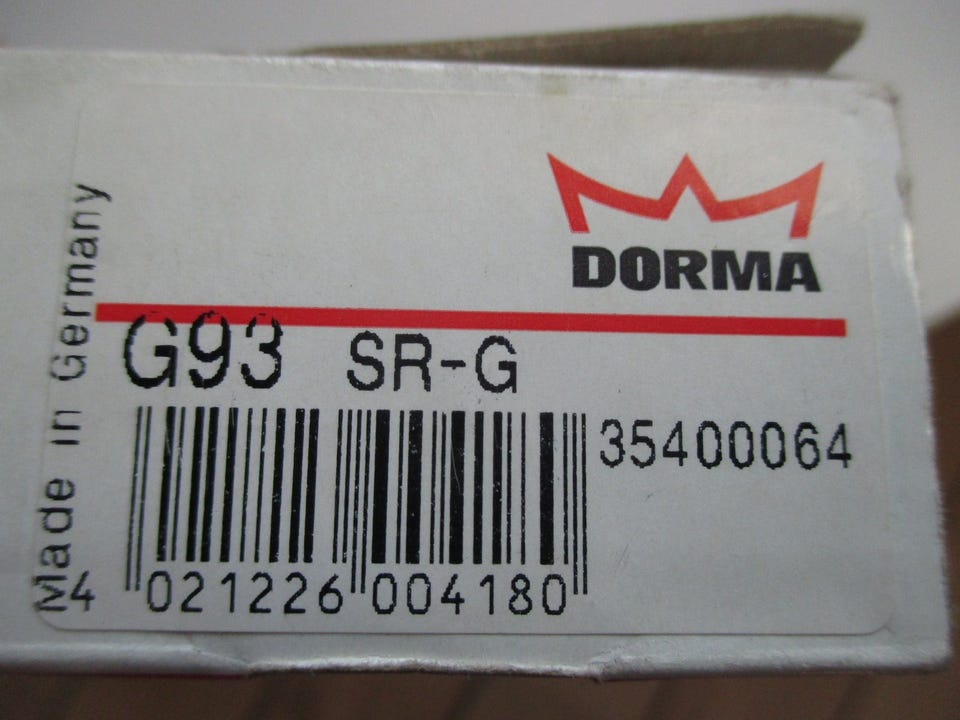 DORMA
Made in Germany
G93 SR-G
35400064
4 021226 004180